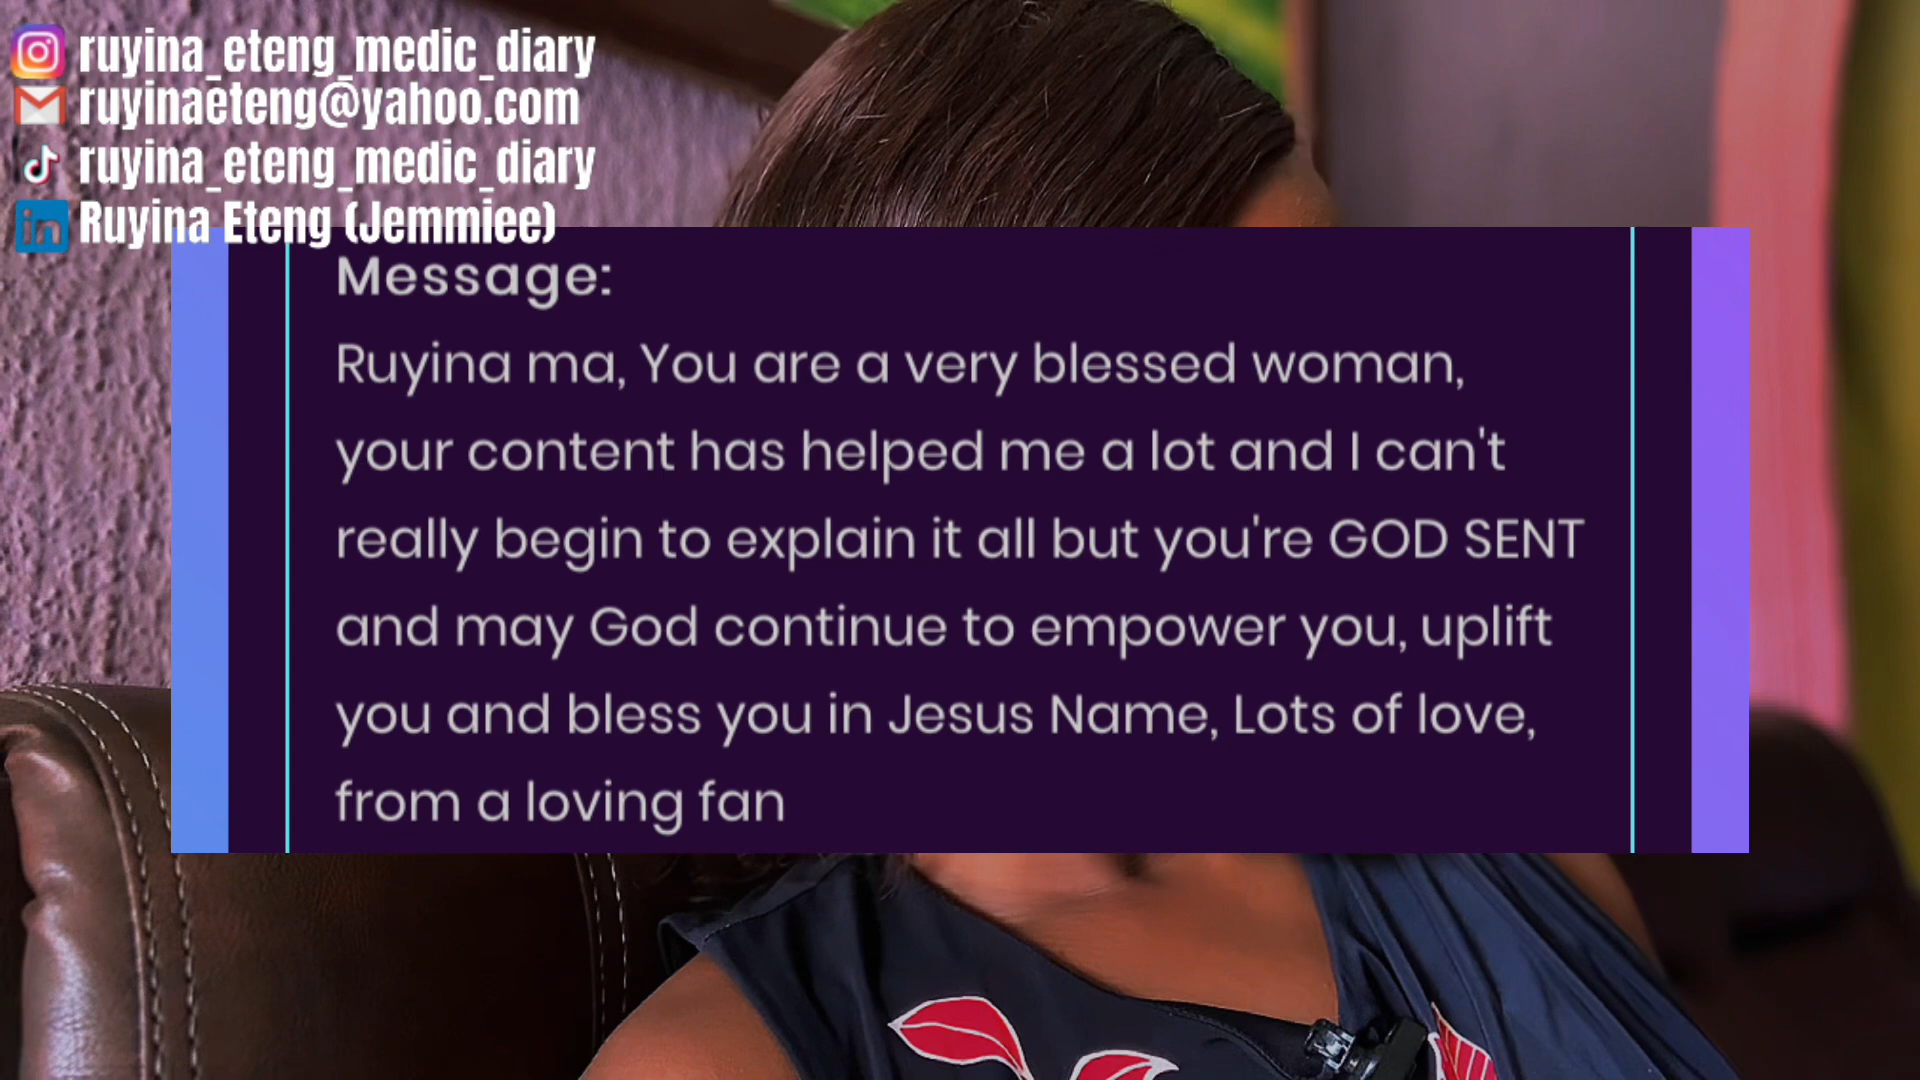 ruyina_eteng_medic_diary
ruyinaeteng@yahoo.com
ruyina_eteng_medic_diary
Ruyina Eteng (Jemmiee)
Message:
Ruyina ma, You are a very blessed woman,
your content has helped me a lot and I can't
really begin to explain it all but you're GOD SENT
and may God continue to empower you, uplift
you and bless you in Jesus Name, Lots of love,
from a loving fan